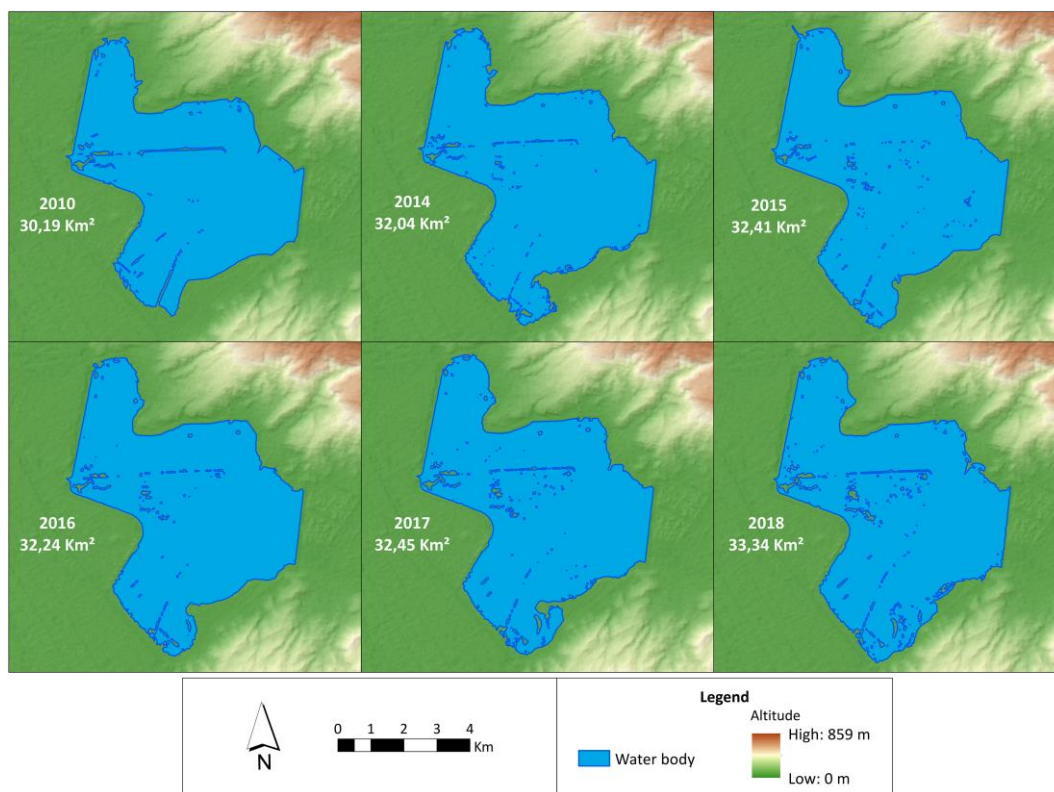 2010
30,19 Km²
2014
32,04 Km²
2015
32,41 Km²
2016
32,24 Km²
2017
32,45 Km²
2018
33,34 Km²
N
0 1 2 3 4
Km
Legend
Water body
Altitude
High: 859 m
Low: 0 m